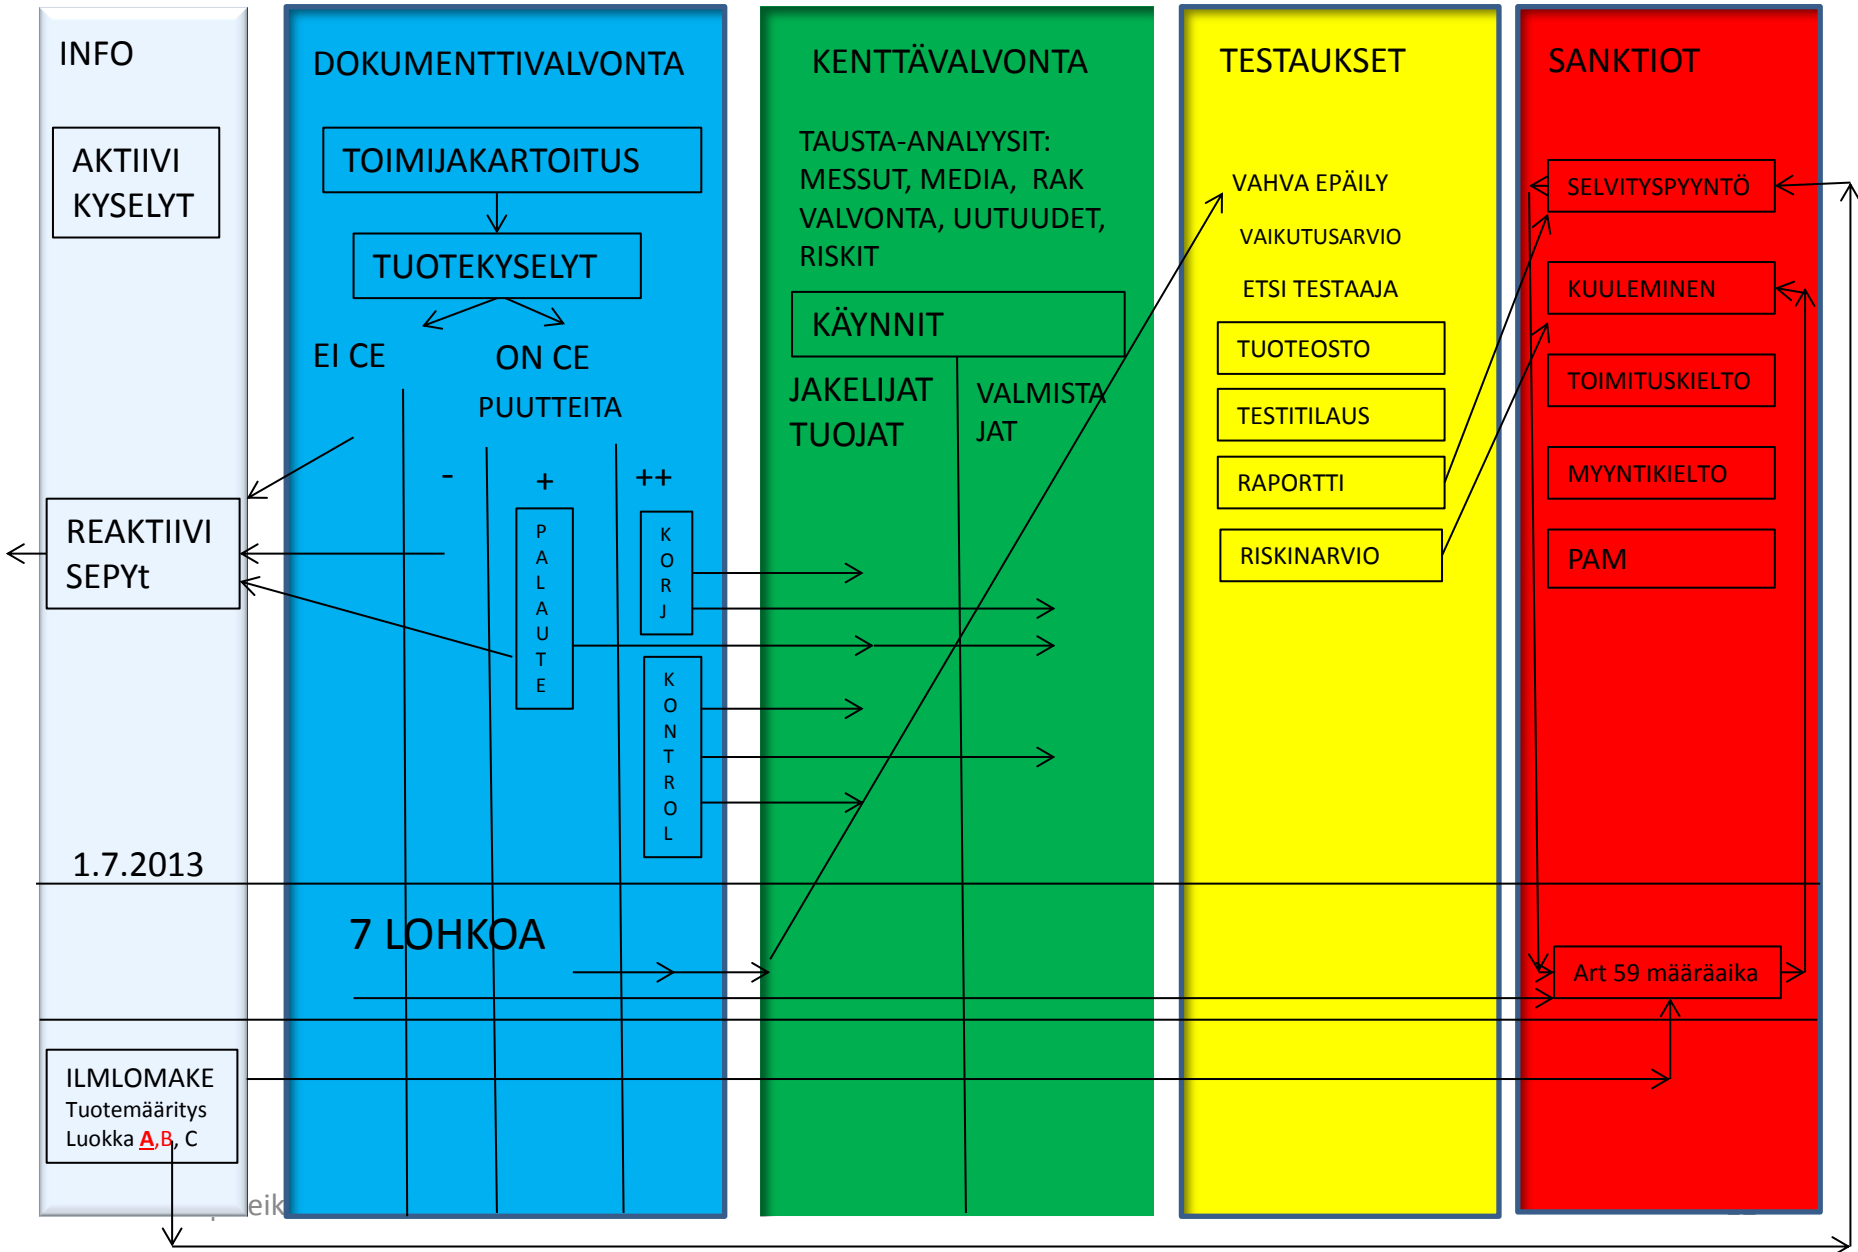 INFO
AKTIIVI
KYSELYT
REAKTIIVI
SEPYt
1.7.2013
ILMLOMAKE
Tuotemääritys
Luokka A,B, C
DOKUMENTTIVALVONTA
TOIMIJAKARTOITUS
TUOTEKYSELYT
EI CE
ON CE
PUUTTEITA
-
+
++
P
A
L
A
U
T
E
K
O
R
J
K
O
N
T
R
O
L
7 LOHKOA
KENTTÄVALVONTA
TAUSTA-ANALYYSIT:
MESSUT, MEDIA, RAK
VALVONTA, UUTUUDET,
RISKIT
KÄYNNIT
JAKELIJAT
TUOJAT
VALMISTA
JAT
TESTAUKSET
VAHVA EPÄILY
VAIKUTUSARVIO
ETSI TESTAAJA
TUOTEOSTO
TESTITILAUS
RAPORTTI
RISKINARVIO
SANKTIOT
SELVITYSPYYNTÖ
KUULEMINEN
TOIMITUSKIELTO
MYYNTIKIELTO
PAM
Art 59 määräaika